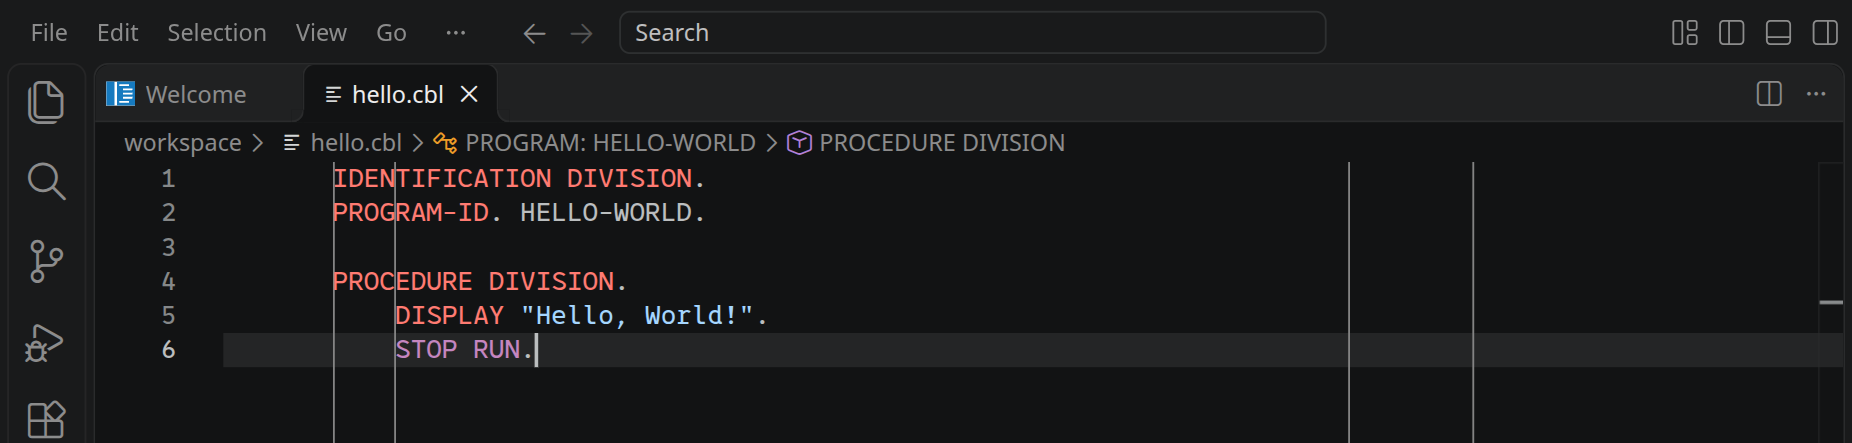 File Edit Selection View Go ··· Search
Welcome hello.cbl
workspace > hello.cbl > PROGRAM: HELLO-WORLD > PROCEDURE DIVISION
1 IDENTIFICATION DIVISION.
2 PROGRAM-ID. HELLO-WORLD.
3
4 PROCEDURE DIVISION.
5 DISPLAY "Hello, World!".
6 STOP RUN.